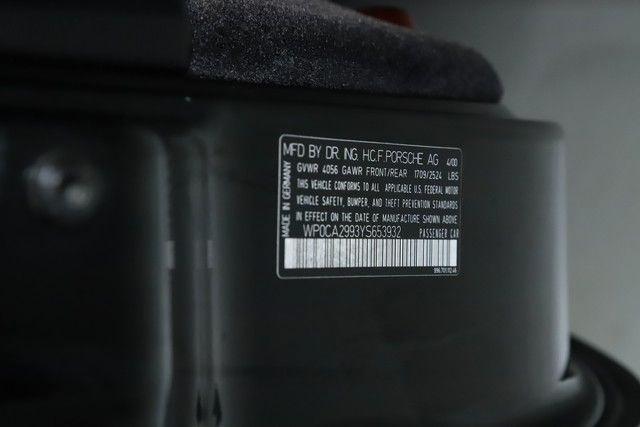 MFD BY DR. ING. H.C.F. PORSCHE AG 4/00
GVWR 4056 GAWR FRONT/REAR 1709/2524 LBS
THIS VEHICLE CONFORMS TO ALL APPLICABLE U.S. FEDERAL MOTOR
VEHICLE SAFETY, BUMPER, AND THEFT PREVENTION STANDARDS
IN EFFECT ON THE DATE OF MANUFACTURE SHOWN ABOVE.
WP0CA2993YS653932 PASSENGER CAR
MADE IN GERMANY